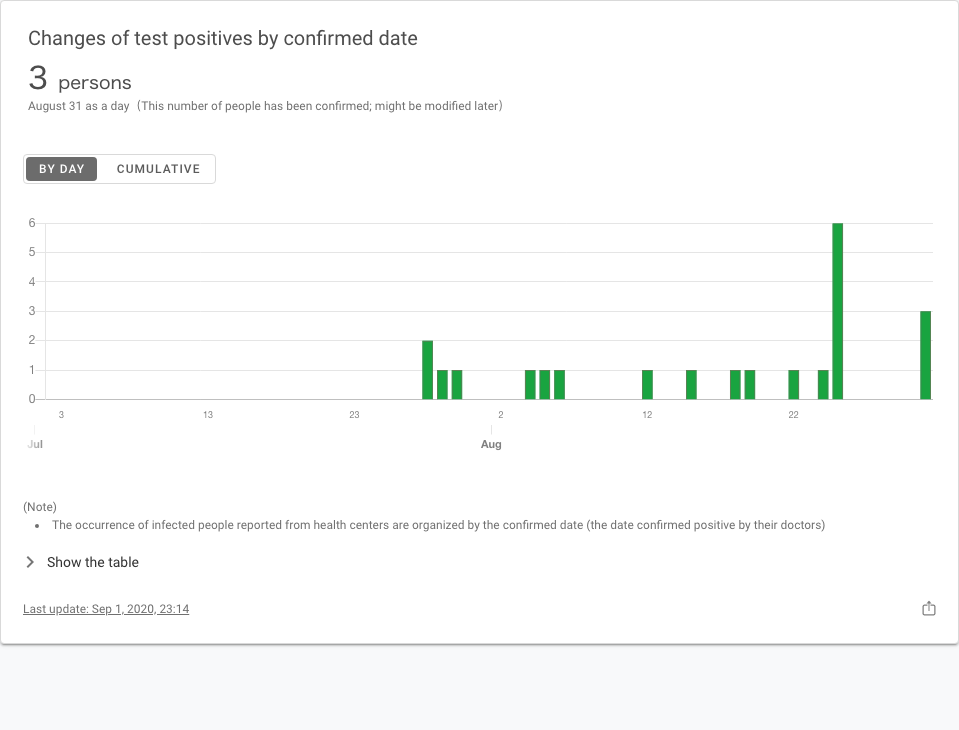 Changes of test positives by confirmed date
3 persons
August 31 as a day (This number of people has been confirmed; might be modified later)
BY DAY CUMULATIVE
6
5
4
3
2
1
0
3 13 23 2 12 22
Jul Aug
(Note)
• The occurrence of infected people reported from health centers are organized by the confirmed date (the date confirmed positive by their doctors)
Show the table
Last update: Sep 1, 2020, 23:14